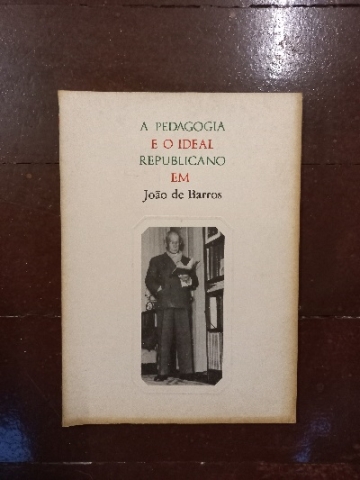 A PEDAGOGIA
E O IDEAL
REPUBLICANO
EM
João de Barros